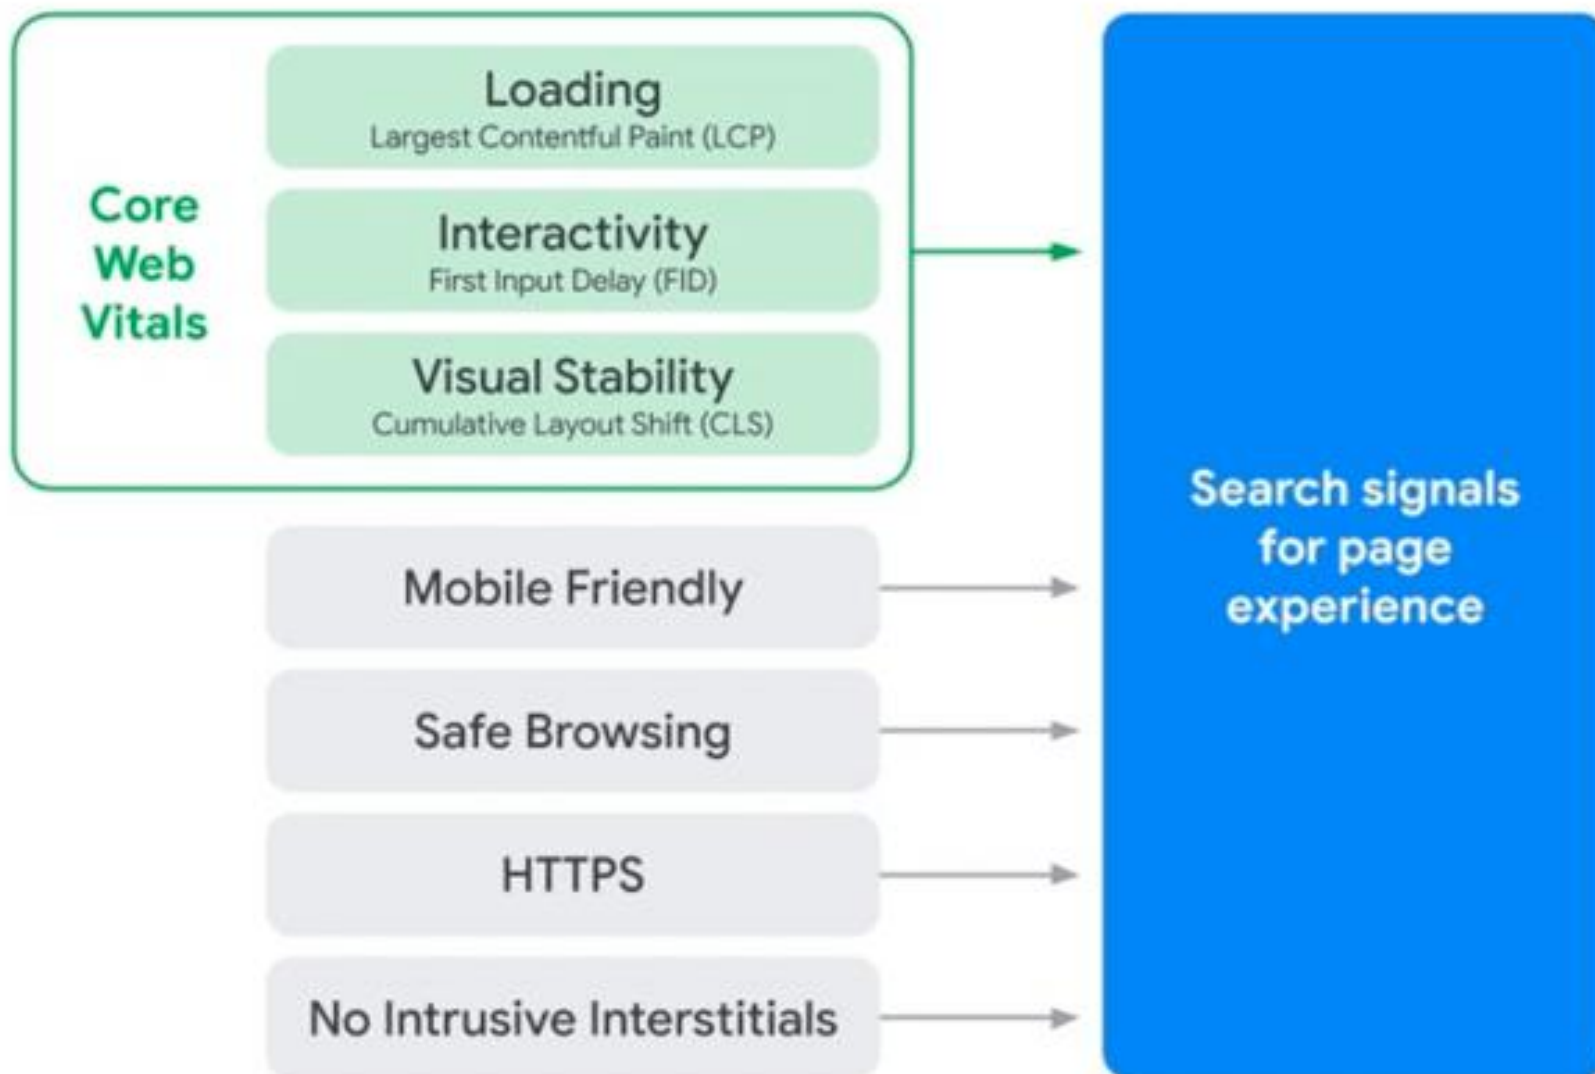 Core
Web
Vitals
Loading
Largest Contentful Paint (LCP)
Interactivity
First Input Delay (FID)
Visual Stability
Cumulative Layout Shift (CLS)
Mobile Friendly
Safe Browsing
HTTPS
No Intrusive Interstitials
Search signals
for page
experience